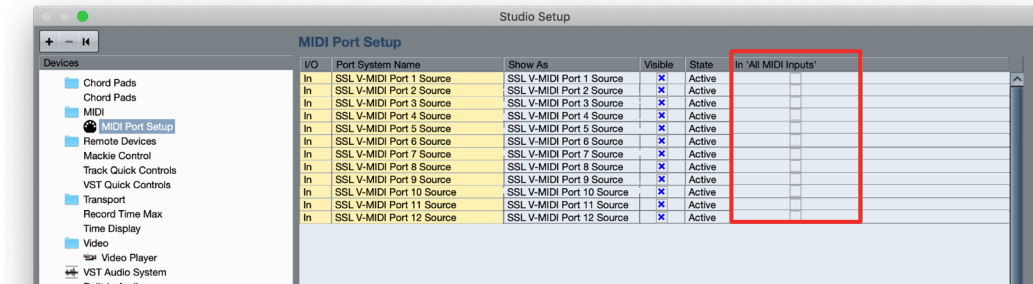 Studio Setup
+ −
Devices
Chord Pads
Chord Pads
MIDI
MIDI Port Setup
Remote Devices
Mackie Control
Track Quick Controls
VST Quick Controls
Transport
Record Time Max
Time Display
Video
Video Player
VST Audio System
MIDI Port Setup
I/O Port System Name Show As Visible State In 'All MIDI Inputs'
In SSL V-MIDI Port 1 Source SSL V-MIDI Port 1 Source Active
In SSL V-MIDI Port 2 Source SSL V-MIDI Port 2 Source Active
In SSL V-MIDI Port 3 Source SSL V-MIDI Port 3 Source Active
In SSL V-MIDI Port 4 Source SSL V-MIDI Port 4 Source Active
In SSL V-MIDI Port 5 Source SSL V-MIDI Port 5 Source Active
In SSL V-MIDI Port 6 Source SSL V-MIDI Port 6 Source Active
In SSL V-MIDI Port 7 Source SSL V-MIDI Port 7 Source Active
In SSL V-MIDI Port 8 Source SSL V-MIDI Port 8 Source Active
In SSL V-MIDI Port 9 Source SSL V-MIDI Port 9 Source Active
In SSL V-MIDI Port 10 Source SSL V-MIDI Port 10 Source Active
In SSL V-MIDI Port 11 Source SSL V-MIDI Port 11 Source Active
In SSL V-MIDI Port 12 Source SSL V-MIDI Port 12 Source Active